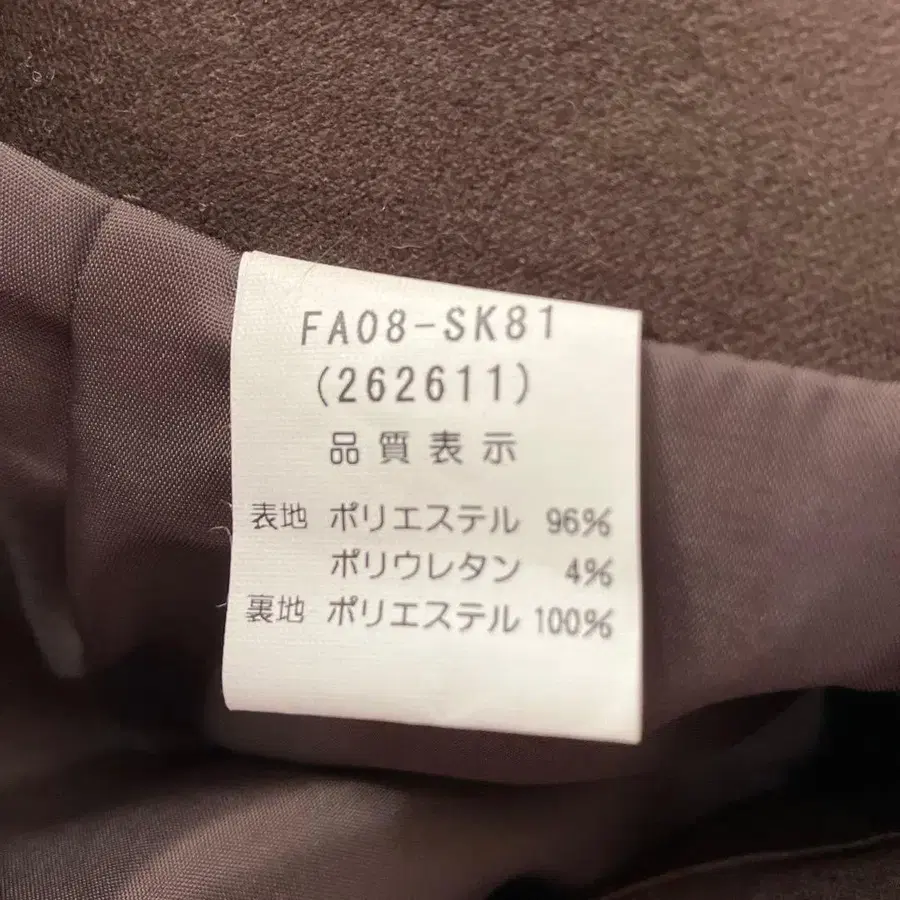 FA08-SK81
(262611)
品質表示
表地 ポリエステル 96%
ポリウレタン 4%
裏地 ポリエステル 100%